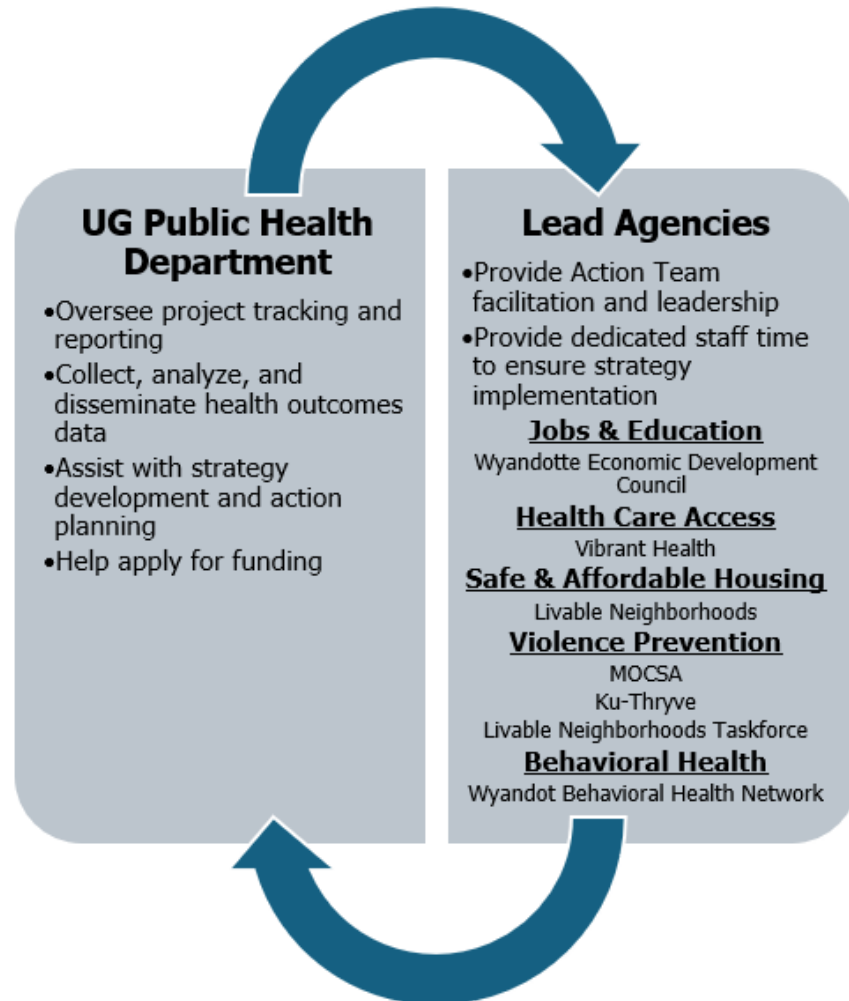 UG Public Health
Department
•Oversee project tracking and
reporting
•Collect, analyze, and
disseminate health outcomes
data
•Assist with strategy
development and action
planning
•Help apply for funding
Lead Agencies
•Provide Action Team
facilitation and leadership
•Provide dedicated staff time
to ensure strategy
implementation
Jobs & Education
Wyandotte Economic Development
Council
Health Care Access
Vibrant Health
Safe & Affordable Housing
Livable Neighborhoods
Violence Prevention
MOCSA
Ku-Thryve
Livable Neighborhoods Taskforce
Behavioral Health
Wyandot Behavioral Health Network